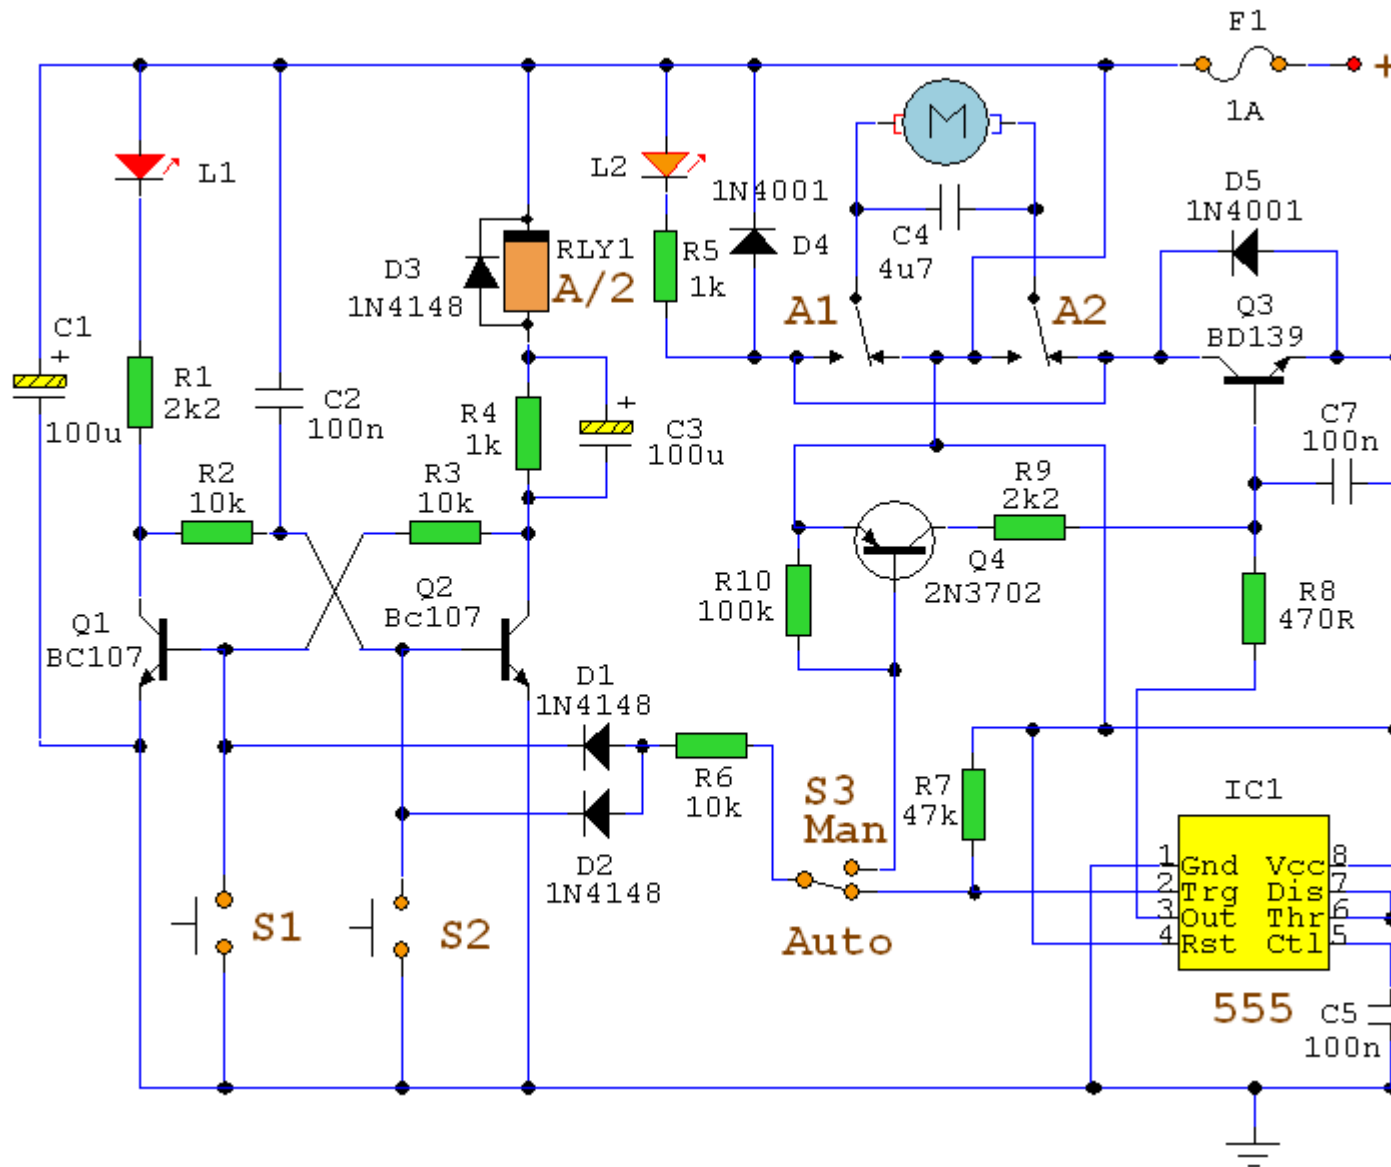 F1
1A
+
M
L1
L2
1N4001
D4
D5
1N4001
D3
1N4148
RLY1
A/2
R5
1k
C4
4u7
A1
A2
Q3
BD139
C1
+
100u
R1
2k2
C2
100n
R4
1k
+
C3
100u
C7
100n
R2
10k
R3
10k
R9
2k2
Q4
2N3702
R10
100k
R8
470R
Q1
BC107
Q2
Bc107
D1
1N4148
R6
10k
D2
1N4148
S3
Man
Auto
R7
47k
IC1
1 Gnd Vcc 8
2 Trg Dis 7
3 Out Thr 6
4 Rst Ctl 5
555
S1
S2
C5
100n